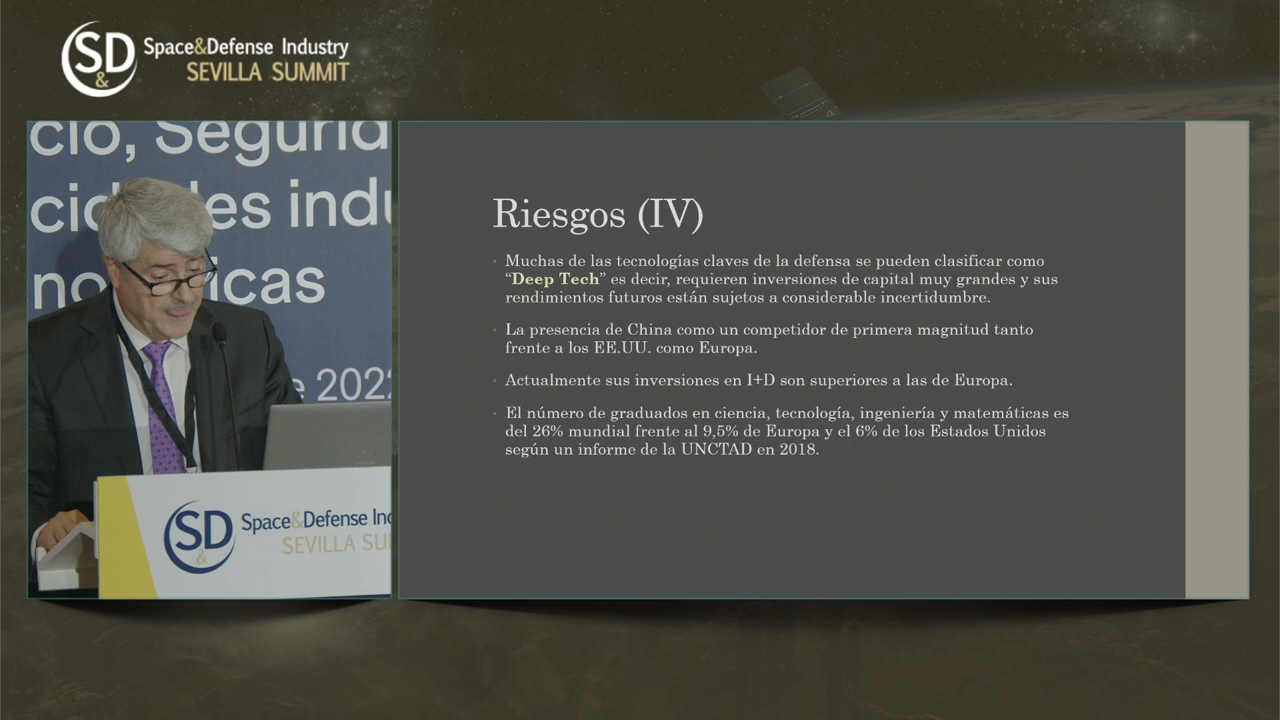 S&D
Space&Defense Industry
SEVILLA SUMMIT
cio, Segurid
es indu
icas
e 2022
SD
&
Space&Defense Ind
SEVILLA SU
Riesgos (IV)
Muchas de las tecnologías claves de la defensa se pueden clasificar como
“Deep Tech” es decir, requieren inversiones de capital muy grandes y sus
rendimientos futuros están sujetos a considerable incertidumbre.
La presencia de China como un competidor de primera magnitud tanto
frente a los EE.UU. como Europa.
Actualmente sus inversiones en I+D son superiores a las de Europa.
El número de graduados en ciencia, tecnología, ingeniería y matemáticas es
del 26% mundial frente al 9,5% de Europa y el 6% de los Estados Unidos
según un informe de la UNCTAD en 2018.